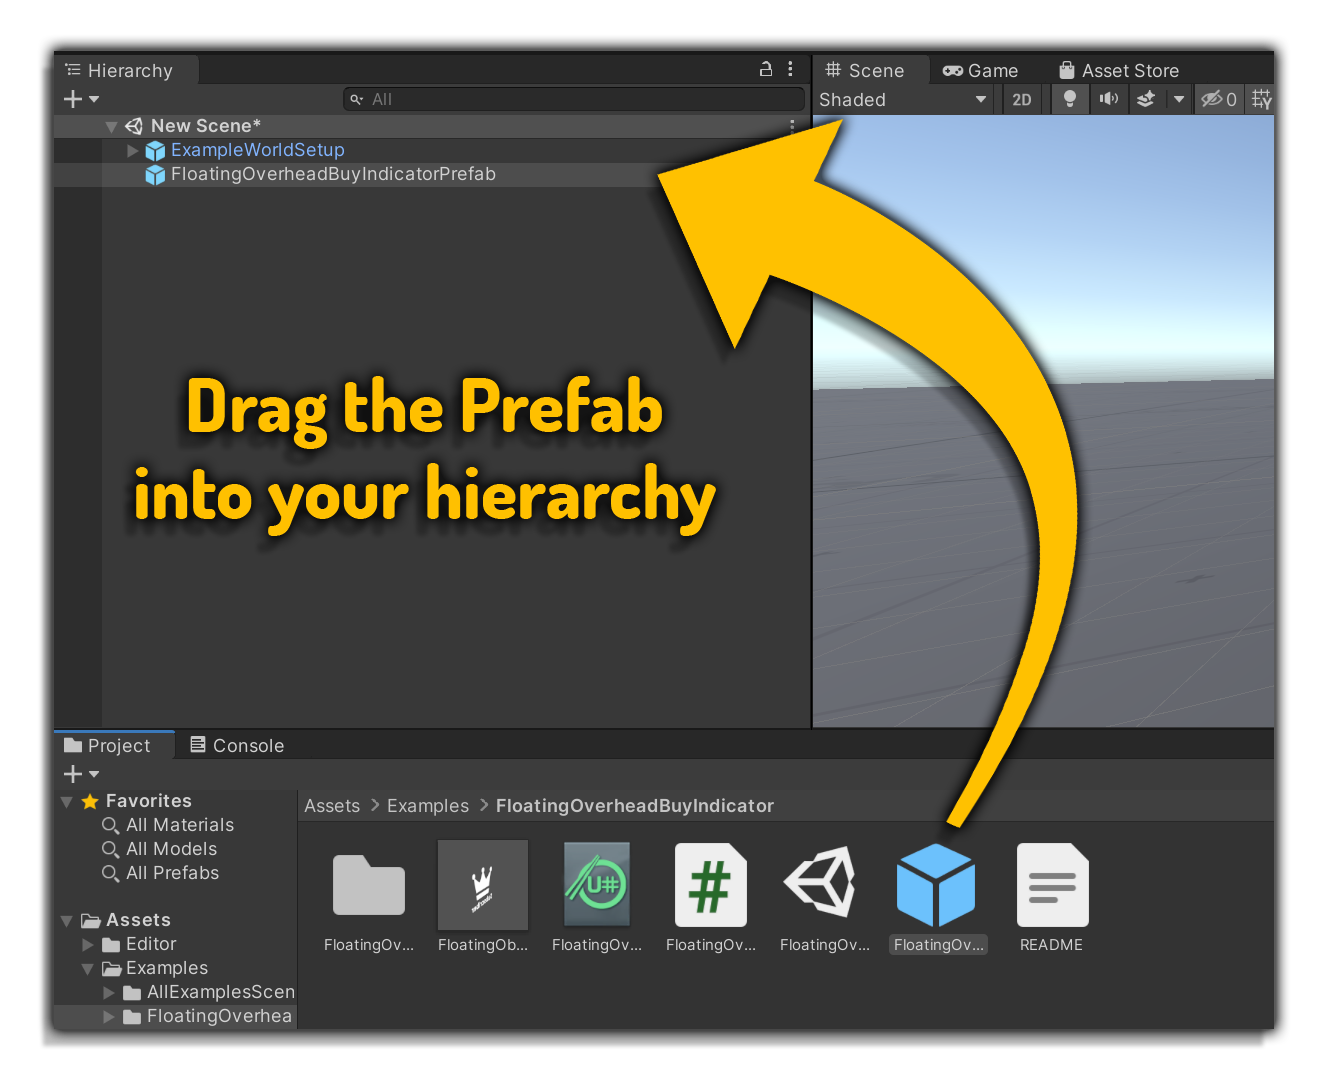 Hierarchy
All
New Scene*
ExampleWorldSetup
FloatingOverheadBuyIndicatorPrefab
Scene
Game
Asset Store
Shaded
2D
0
Drag the Prefab
into your hierarchy
Project
Console
Favorites
All Materials
All Models
All Prefabs
Assets
Editor
Examples
AllExamplesScen
FloatingOverhea
Assets > Examples > FloatingOverheadBuyIndicator
U#
#
FloatingOv...
FloatingOb...
FloatingOv...
FloatingOv...
FloatingOv...
FloatingOv...
README